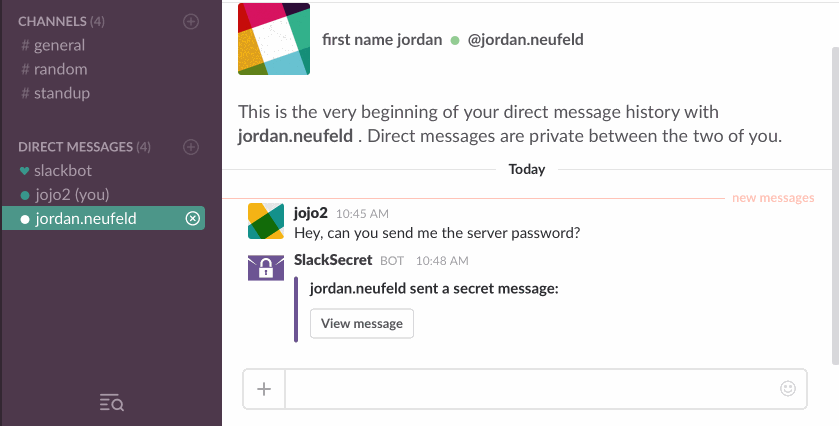 CHANNELS (4)
# general
# random
# standup
DIRECT MESSAGES (4)
slackbot
jojo2 (you)
jordan.neufeld
first name jordan @jordan.neufeld
This is the very beginning of your direct message history with
jordan.neufeld . Direct messages are private between the two of you.
Today
new messages
jojo2 10:45 AM
Hey, can you send me the server password?
SlackSecret BOT 10:48 AM
jordan.neufeld sent a secret message:
View message